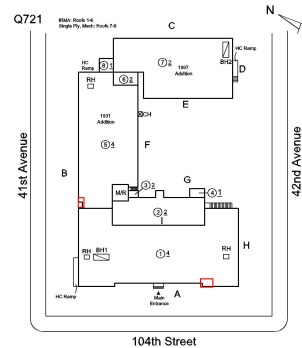 Q721
IRMA: Roofs 1-6
Single Ply, Mech: Roofs 7-8
N
C
HC Ramp
8 1
7 2
1997 Addition
BH2
HC Ramp
D
6 2
RH
E
CH
1931 Addition
5 4
F
41st Avenue
42nd Avenue
B
M/R
3 2
G
4 1
2 2
H
RH
BH1
1 4
RH
HC Ramp
A
Main Entrance
104th Street